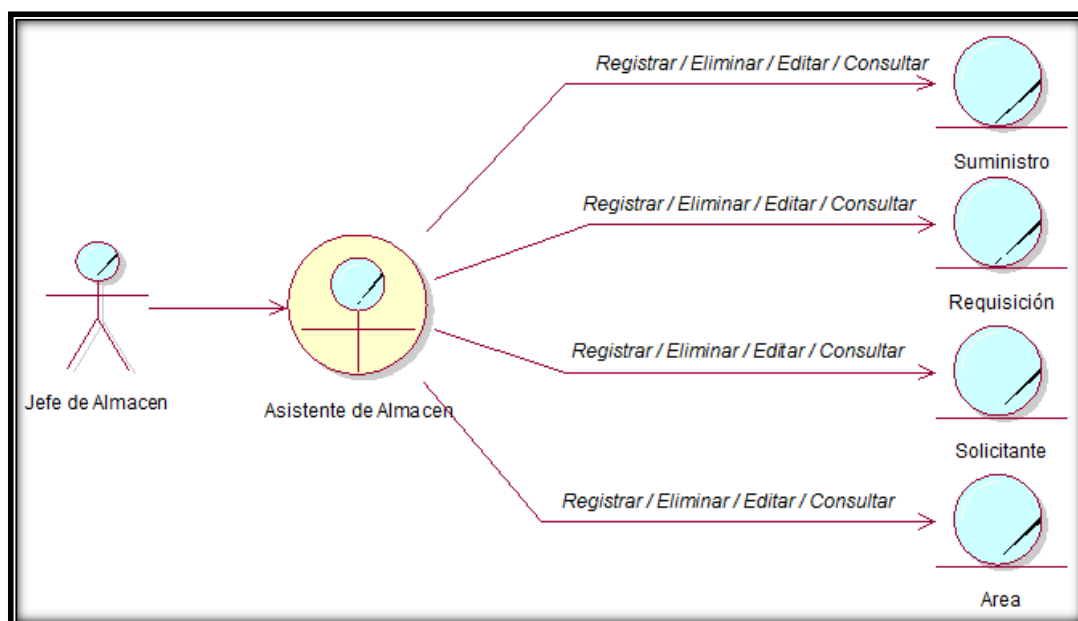 Registrar / Eliminar / Editar / Consultar
Suministro
Registrar / Eliminar / Editar / Consultar
Requisición
Jefe de Almacen
Asistente de Almacen
Registrar / Eliminar / Editar / Consultar
Solicitante
Registrar / Eliminar / Editar / Consultar
Area